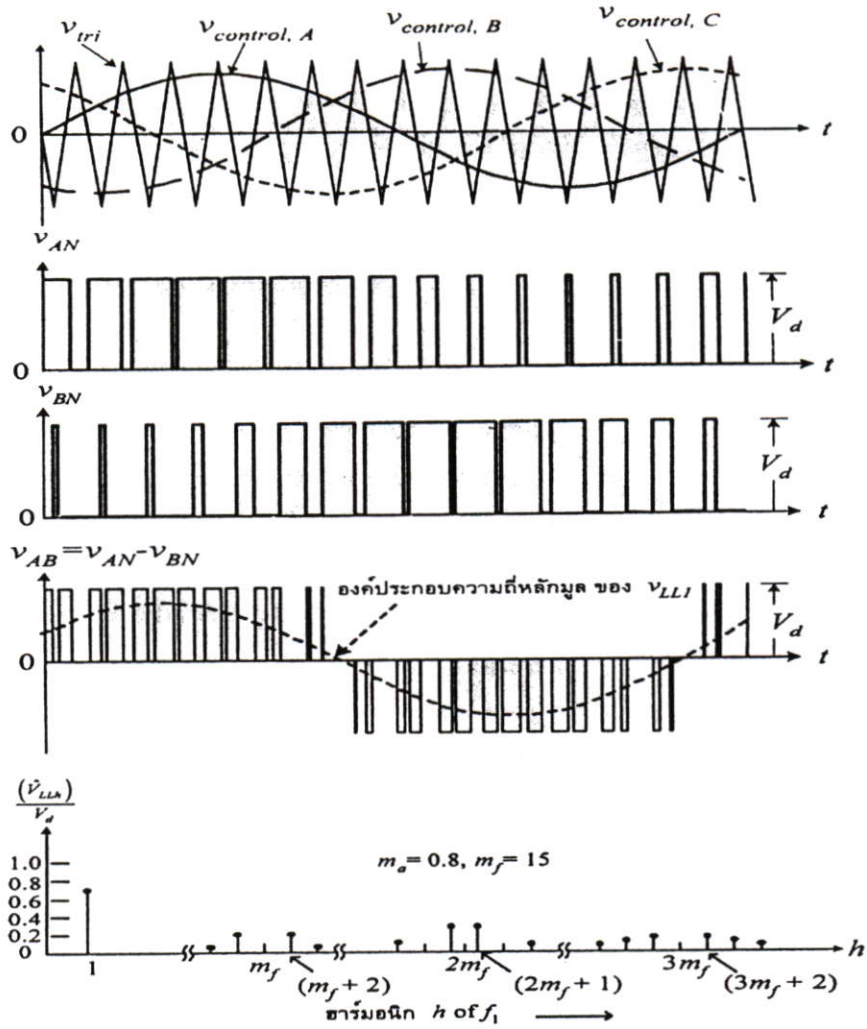 v_tri v_control, A v_control, B v_control, C
0 t
v_AN
V_d
0 t
v_BN
V_d
0 t
v_AB = v_AN - v_BN
องค์ประกอบความถี่หลักมูล ของ v_LL1
V_d
0 t
(V̂_LLh)
V_d
m_a = 0.8, m_f = 15
1.0
0.8
0.6
0.4
0.2
0 h
1 m_f (m_f + 2) 2m_f (2m_f + 1) 3m_f (3m_f + 2)
ฮาร์มอนิก h of f_1